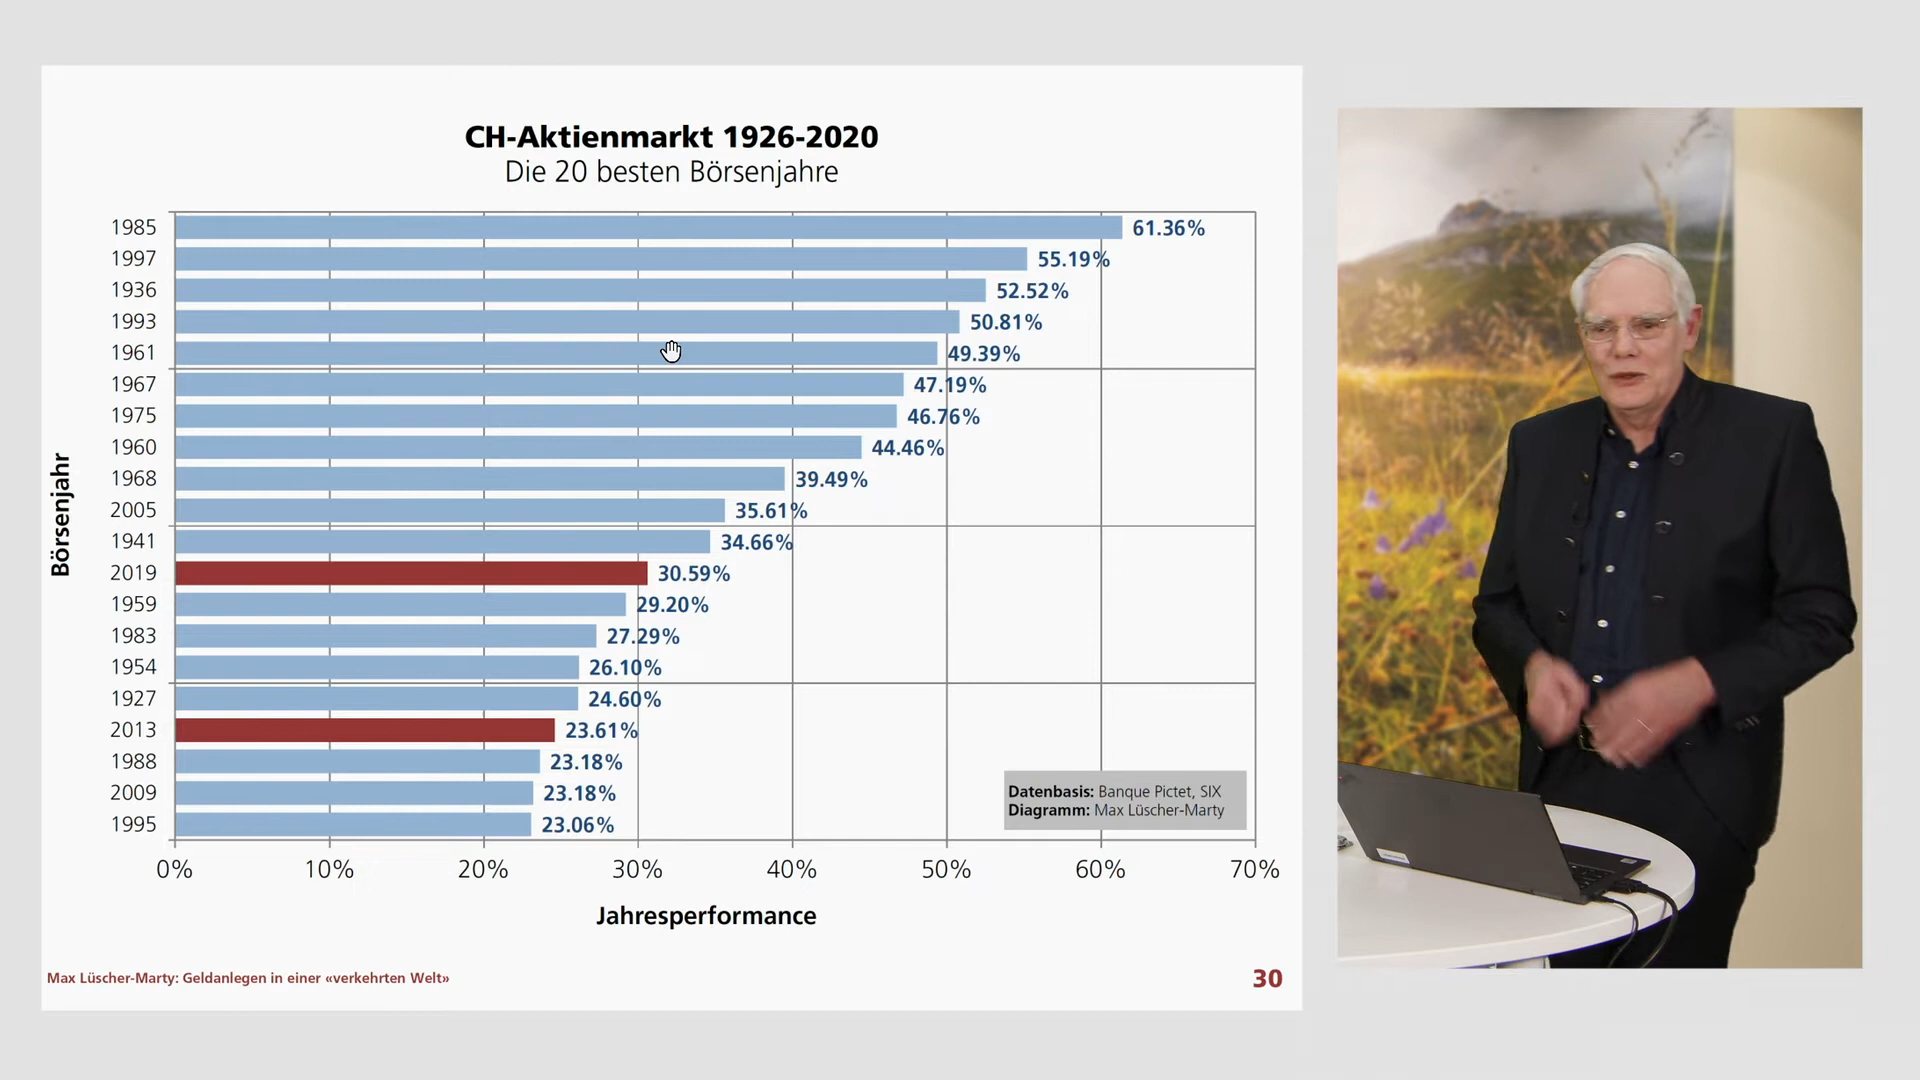 CH-Aktienmarkt 1926-2020
Die 20 besten Börsenjahre
Börsenjahr
1985 61.36%
1997 55.19%
1936 52.52%
1993 50.81%
1961 49.39%
1967 47.19%
1975 46.76%
1960 44.46%
1968 39.49%
2005 35.61%
1941 34.66%
2019 30.59%
1959 29.20%
1983 27.29%
1954 26.10%
1927 24.60%
2013 23.61%
1988 23.18%
2009 23.18%
1995 23.06%
Datenbasis: Banque Pictet, SIX
Diagramm: Max Lüscher-Marty
0% 10% 20% 30% 40% 50% 60% 70%
Jahresperformance
Max Lüscher-Marty: Geldanlegen in einer «verkehrten Welt»
30